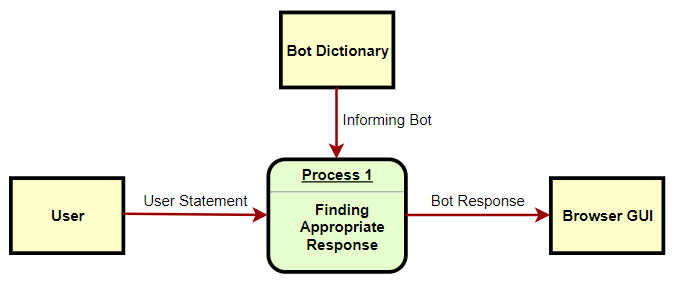 Bot Dictionary
Informing Bot
Process 1
User Statement
Bot Response
User
Finding
Appropriate
Response
Browser GUI